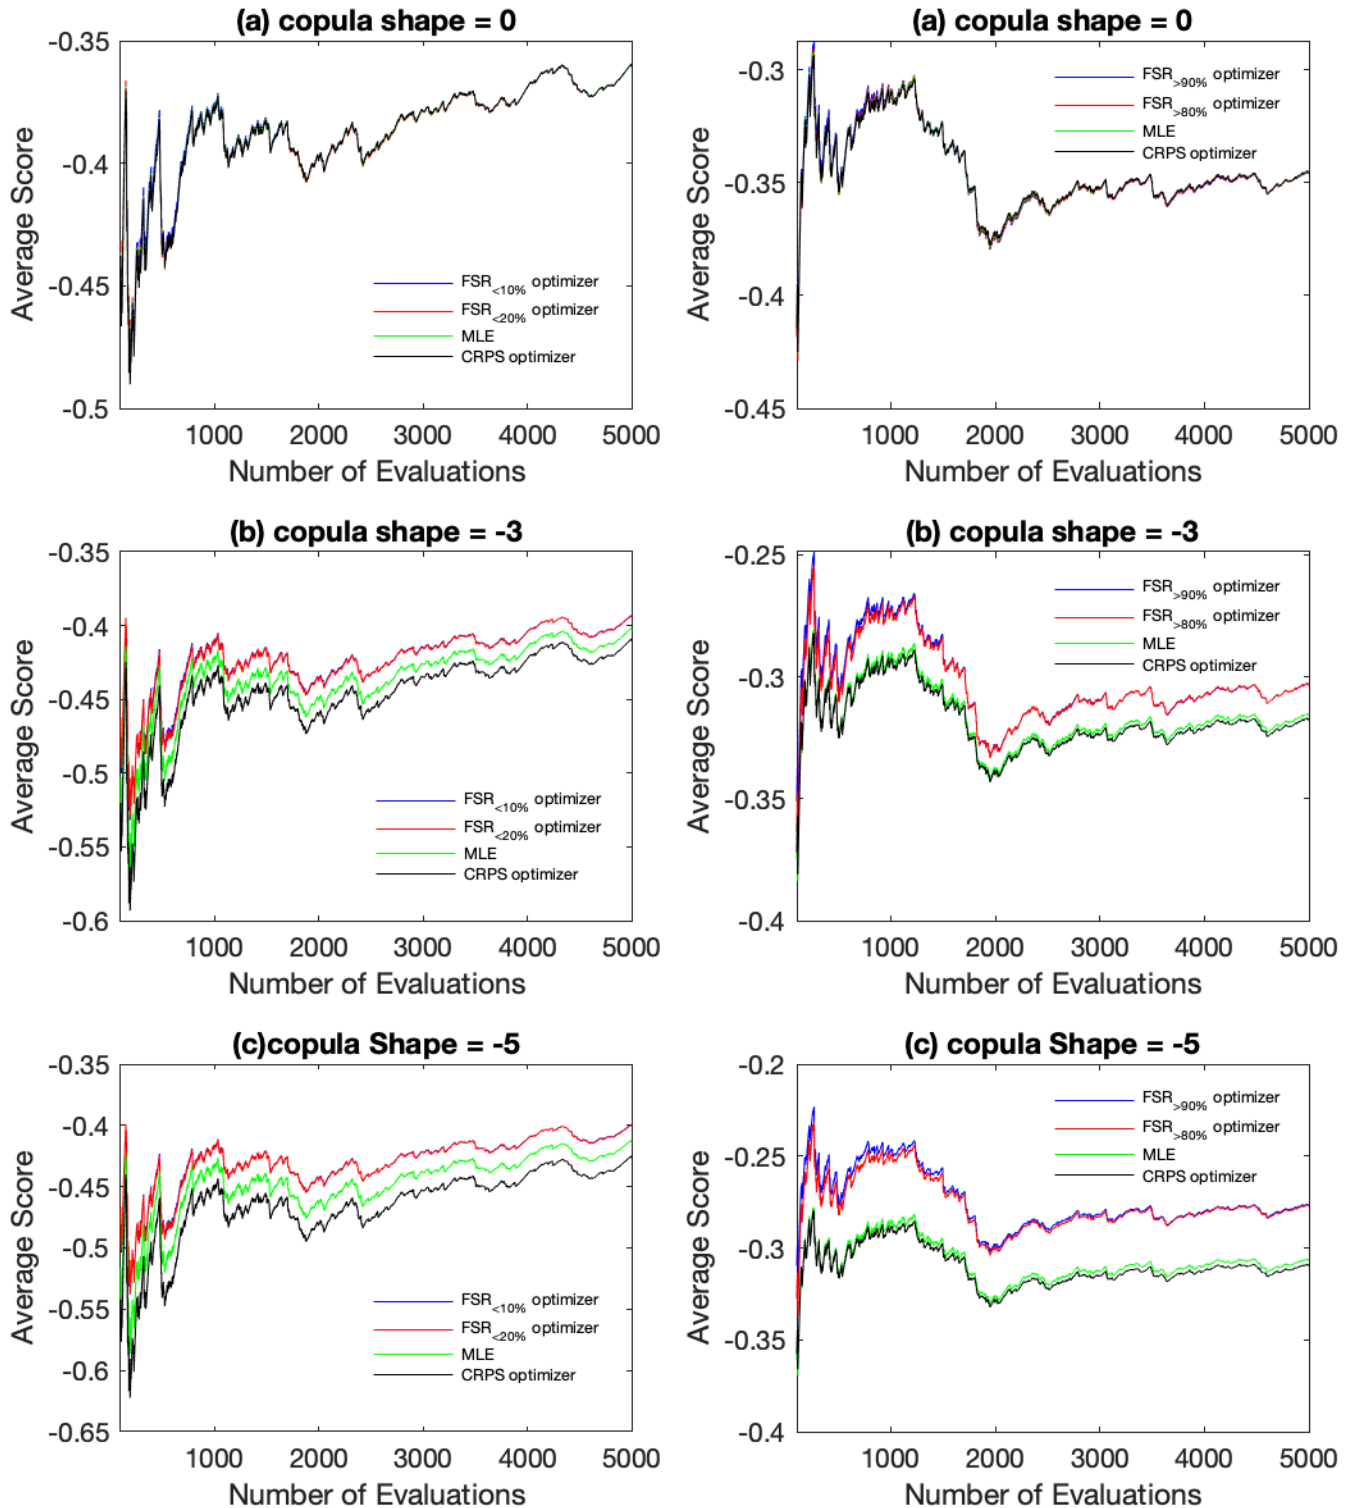 (a) copula shape = 0
-0.35
-0.4
-0.45
-0.5
Average Score
FSR<10% optimizer
FSR<20% optimizer
MLE
CRPS optimizer
1000 2000 3000 4000 5000
Number of Evaluations
(a) copula shape = 0
-0.3
-0.35
-0.4
-0.45
Average Score
FSR>90% optimizer
FSR>80% optimizer
MLE
CRPS optimizer
1000 2000 3000 4000 5000
Number of Evaluations
(b) copula shape = -3
-0.35
-0.4
-0.45
-0.5
-0.55
-0.6
Average Score
FSR<10% optimizer
FSR<20% optimizer
MLE
CRPS optimizer
1000 2000 3000 4000 5000
Number of Evaluations
(b) copula shape = -3
-0.25
-0.3
-0.35
-0.4
Average Score
FSR>90% optimizer
FSR>80% optimizer
MLE
CRPS optimizer
1000 2000 3000 4000 5000
Number of Evaluations
(c)copula Shape = -5
-0.35
-0.4
-0.45
-0.5
-0.55
-0.6
-0.65
Average Score
FSR<10% optimizer
FSR<20% optimizer
MLE
CRPS optimizer
1000 2000 3000 4000 5000
Number of Evaluations
(c) copula Shape = -5
-0.2
-0.25
-0.3
-0.35
-0.4
Average Score
FSR>90% optimizer
FSR>80% optimizer
MLE
CRPS optimizer
1000 2000 3000 4000 5000
Number of Evaluations